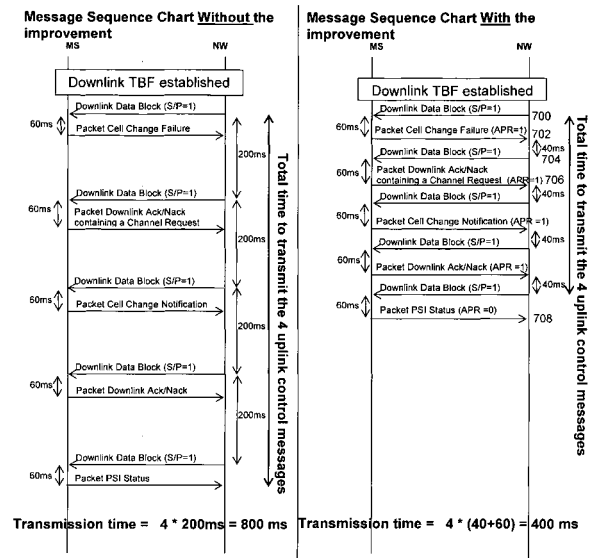 Message Sequence Chart Without the
improvement
MS NW
Downlink TBF established
Downlink Data Block (S/P=1)
60ms
Packet Cell Change Failure
200ms
Downlink Data Block (S/P=1)
60ms
Packet Downlink Ack/Nack
containing a Channel Request
200ms
Downlink Data Block (S/P=1)
60ms
Packet Cell Change Notification
200ms
Downlink Data Block (S/P=1)
60ms
Packet Downlink Ack/Nack
200ms
Downlink Data Block (S/P=1)
60ms
Packet PSI Status
Total time to transmit the 4 uplink control messages
Transmission time = 4 * 200ms = 800 ms
Message Sequence Chart With the
improvement
MS NW
Downlink TBF established
Downlink Data Block (S/P=1) 700
60ms
Packet Cell Change Failure (APR=1) 702
40ms
Downlink Data Block (S/P=1) 704
60ms
Packet Downlink Ack/Nack 706
containing a Channel Request (APR=1)
40ms
Downlink Data Block (S/P=1)
60ms
Packet Cell Change Notification (APR =1)
40ms
Downlink Data Block (S/P=1)
60ms
Packet Downlink Ack/Nack (APR =1)
40ms
Downlink Data Block (S/P=1)
60ms
Packet PSI Status (APR =0) 708
Total time to transmit the 4 uplink control messages
Transmission time = 4 * (40+60) = 400 ms